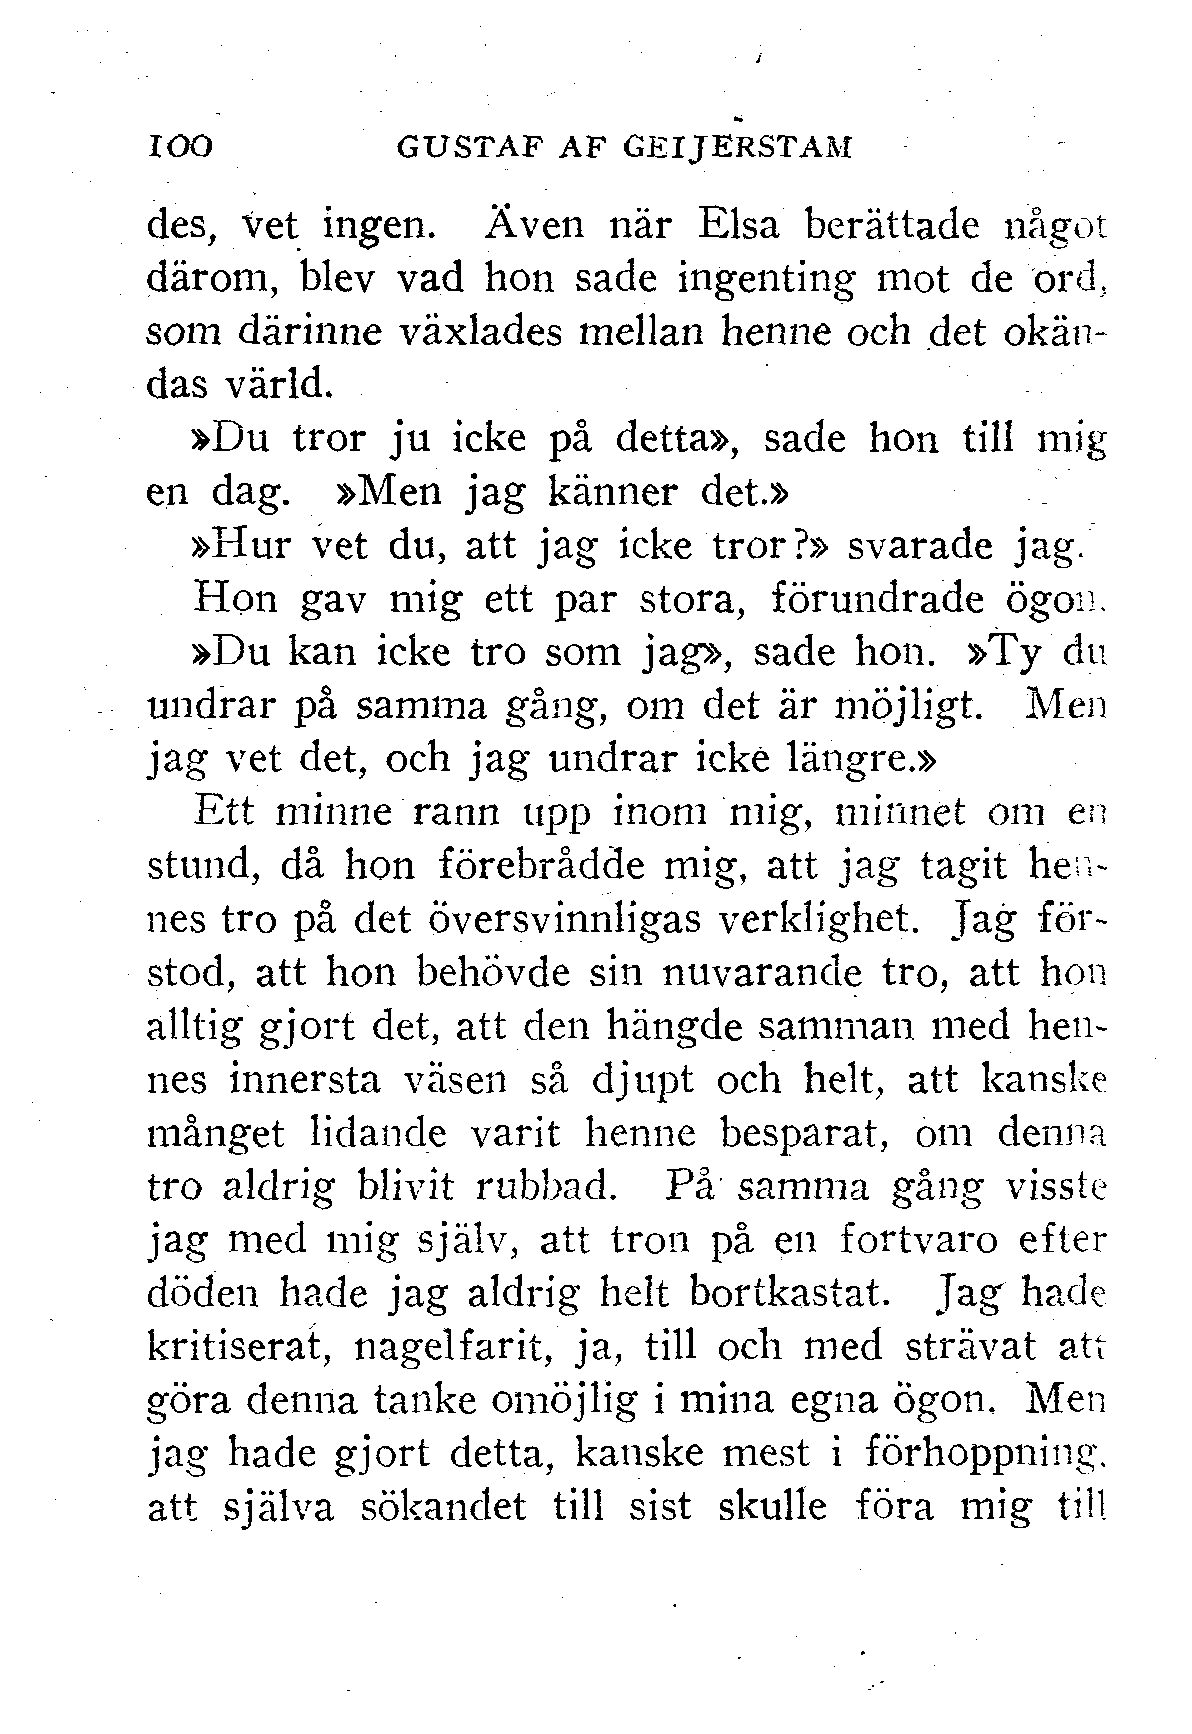 100 GUSTAF AF GEIJERSTAM
des, vet ingen. Även när Elsa berättade något
därom, blev vad hon sade ingenting mot de ord,
som därinne växlades mellan henne och det okän-
das värld.
»Du tror ju icke på detta», sade hon till mig
en dag. »Men jag känner det.»
»Hur vet du, att jag icke tror?» svarade jag.
Hon gav mig ett par stora, förundrade ögon.
»Du kan icke tro som jag», sade hon. »Ty du
undrar på samma gång, om det är möjligt. Men
jag vet det, och jag undrar icke längre.»
Ett minne rann upp inom mig, minnet om en
stund, då hon förebrådde mig, att jag tagit hen-
nes tro på det översvinnligas verklighet. Jag för-
stod, att hon behövde sin nuvarande tro, att hon
alltig gjort det, att den hängde samman med hen-
nes innersta väsen så djupt och helt, att kanske
månget lidande varit henne besparat, om denna
tro aldrig blivit rubbad. På samma gång visste
jag med mig själv, att tron på en fortvaro efter
döden hade jag aldrig helt bortkastat. Jag hade
kritiserat, nagelfarit, ja, till och med strävat att
göra denna tanke omöjlig i mina egna ögon. Men
jag hade gjort detta, kanske mest i förhoppning,
att själva sökandet till sist skulle föra mig till